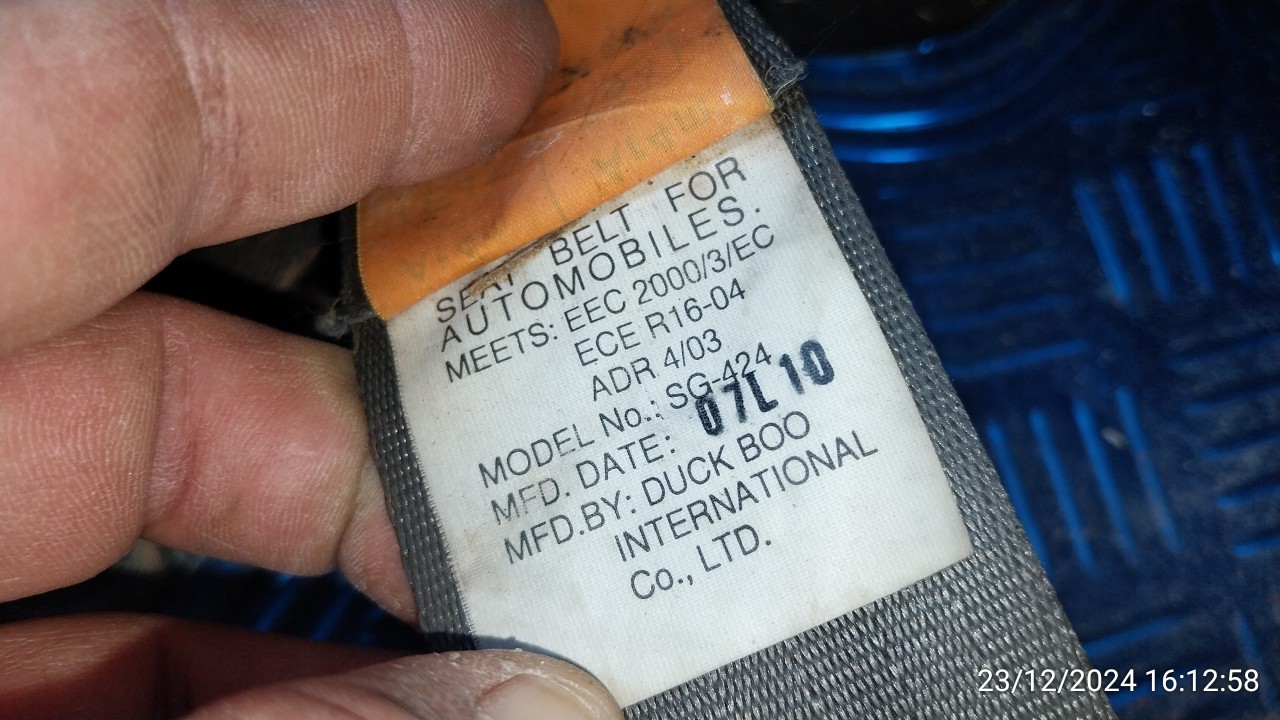 SEAT BELT FOR
AUTOMOBILES.
MEETS: EEC 2000/3/EC
ECE R16-04
ADR 4/03
MODEL No.: SG-424
MFD. DATE: 07L10
MFD.BY: DUCK BOO
INTERNATIONAL
Co., LTD.
23/12/2024 16:12:58